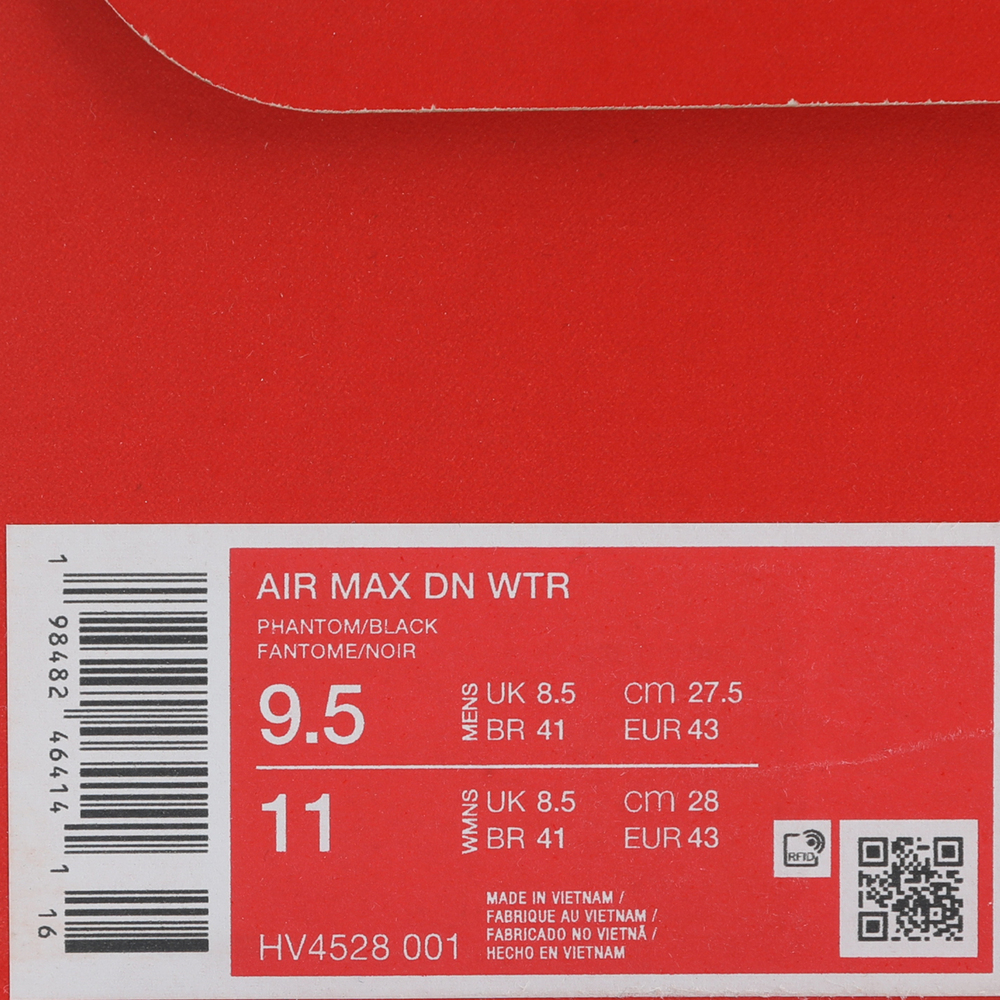 AIR MAX DN WTR
PHANTOM/BLACK
FANTOME/NOIR
9.5 MENS UK 8.5 cm 27.5
BR 41 EUR 43
11 WMNS UK 8.5 cm 28
BR 41 EUR 43
HV4528 001
MADE IN VIETNAM /
FABRIQUE AU VIETNAM /
FABRICADO NO VIETNÃ /
HECHO EN VIETNAM
RFID
1 98482 46414 1 16